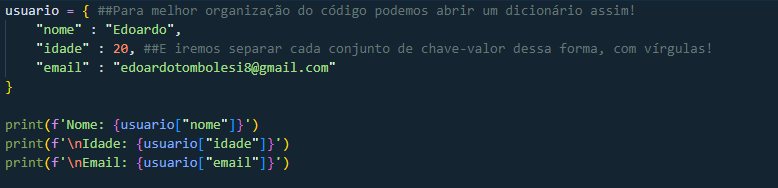 usuario = { ##Para melhor organização do código podemos abrir um dicionário assim!
    "nome" : "Edoardo",
    "idade" : 20, ##E iremos separar cada conjunto de chave-valor dessa forma, com vírgulas!
    "email" : "edoardotombolesi8@gmail.com"
}
print(f'Nome: {usuario["nome"]}')
print(f'\nIdade: {usuario["idade"]}')
print(f'\nEmail: {usuario["email"]}')